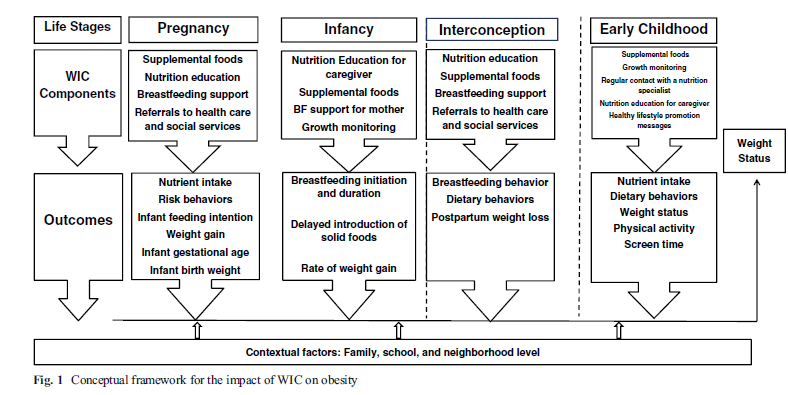 Life Stages
Pregnancy
Infancy
Interconception
Early Childhood
WIC
Components
Supplemental foods
Nutrition education
Breastfeeding support
Referrals to health care
and social services
Nutrition Education for
caregiver
Supplemental foods
BF support for mother
Growth monitoring
Nutrition education
Supplemental foods
Breastfeeding support
Referrals to health care
and social services
Supplemental foods
Growth monitoring
Regular contact with a nutrition
specialist
Nutrition education for caregiver
Healthy lifestyle promotion
messages
Weight
Status
Outcomes
Nutrient intake
Risk behaviors
Infant feeding intention
Weight gain
Infant gestational age
Infant birth weight
Breastfeeding initiation
and duration
Delayed introduction of
solid foods
Rate of weight gain
Breastfeeding behavior
Dietary behaviors
Postpartum weight loss
Nutrient intake
Dietary behaviors
Weight status
Physical activity
Screen time
Contextual factors: Family, school, and neighborhood level
Fig. 1 Conceptual framework for the impact of WIC on obesity